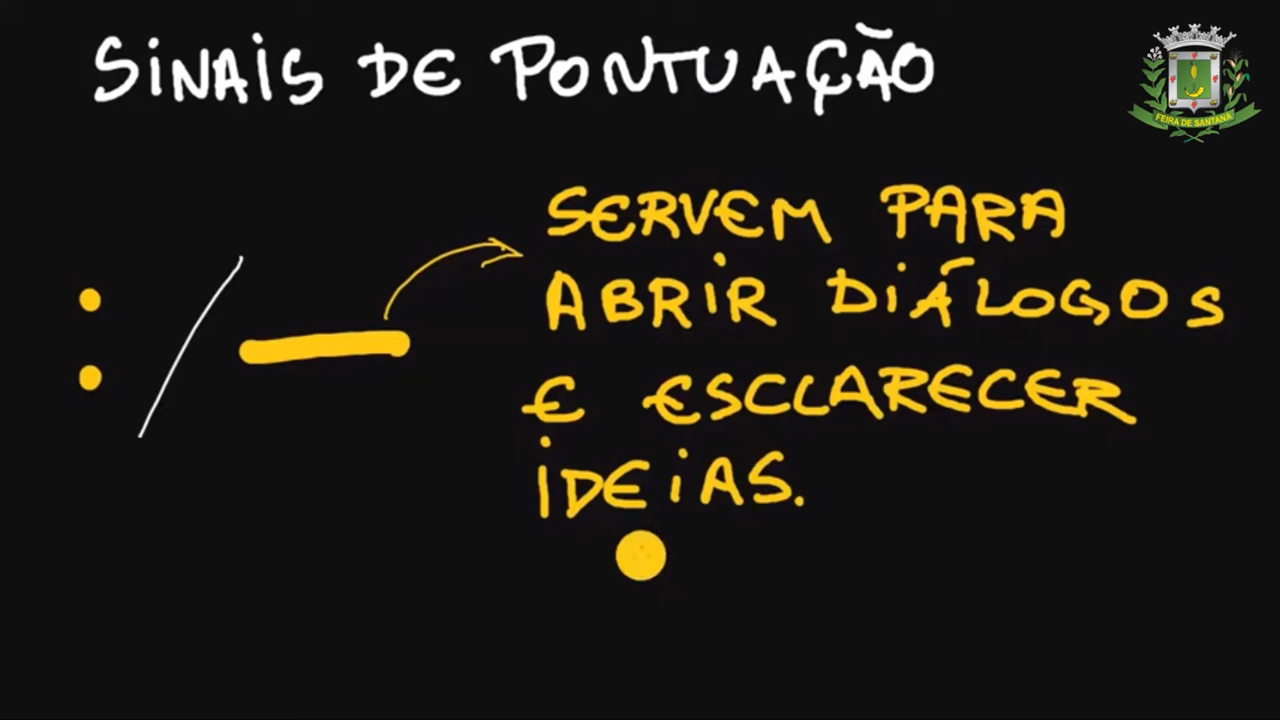 SINAIS DE PONTUAÇÃO
FEIRA DE SANTANA
: / —
SERVEM PARA
ABRIR DIÁLOGOS
E ESCLARECER
IDEIAS.